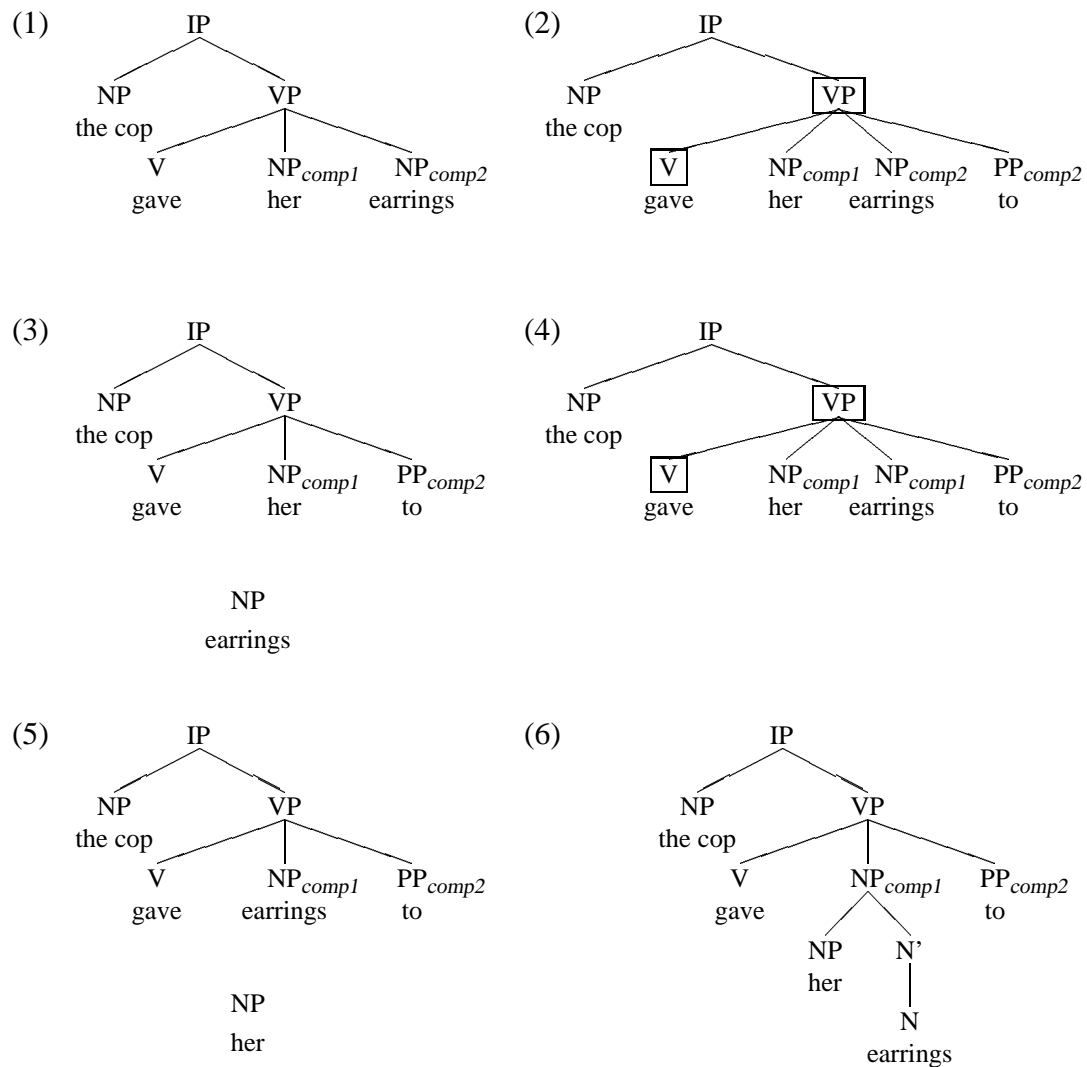 (1) IP (2) IP
NP VP NP VP
the cop the cop
V NPcomp1 NPcomp2 V NPcomp1 NPcomp2 PPcomp2
gave her earrings gave her earrings to
(3) IP (4) IP
NP VP NP VP
the cop the cop
V NPcomp1 PPcomp2 V NPcomp1 NPcomp1 PPcomp2
gave her to gave her earrings to
NP
earrings
(5) IP (6) IP
NP VP NP VP
the cop the cop
V NPcomp1 PPcomp2 V NPcomp1 PPcomp2
gave earrings to gave to
NP N’
her
NP
her
N
earrings